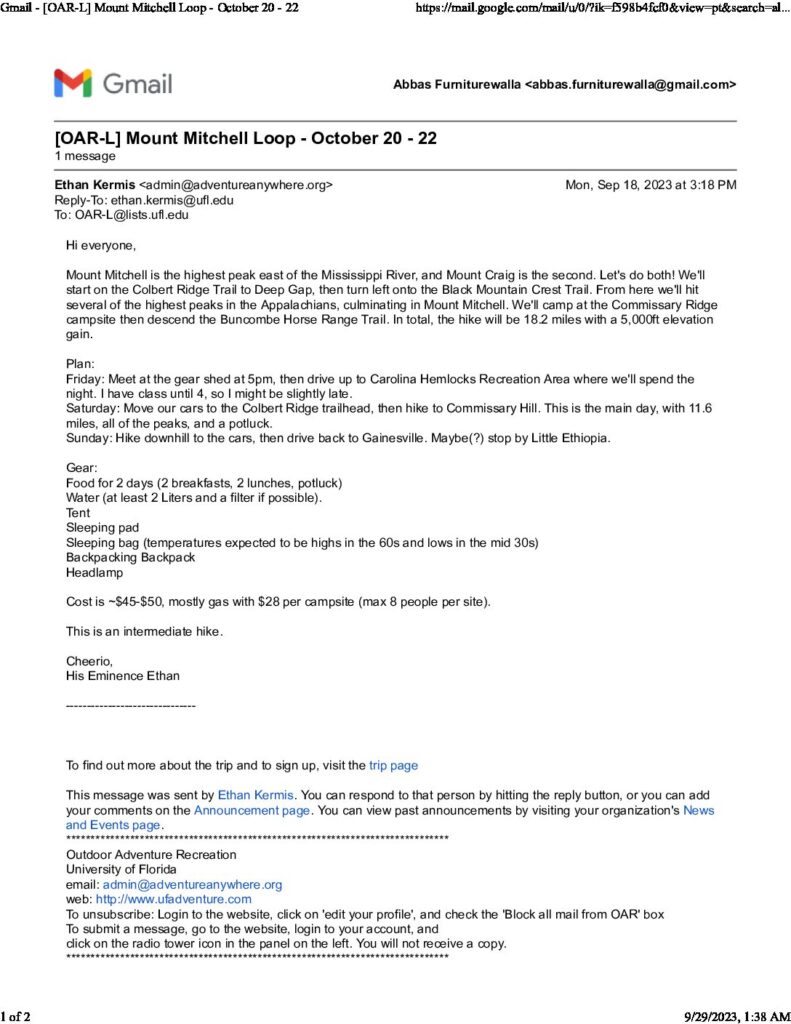 Gmail - [OAR-L] Mount Mitchell Loop - October 20 - 22
https://mail.google.com/mail/u/0/?ik=f598b4fcf0&view=pt&search=al...
Gmail
Abbas Furniturewalla <abbas.furniturewalla@gmail.com>
[OAR-L] Mount Mitchell Loop - October 20 - 22
1 message
Ethan Kermis <admin@adventureanywhere.org>
Mon, Sep 18, 2023 at 3:18 PM
Reply-To: ethan.kermis@ufl.edu
To: OAR-L@lists.ufl.edu
Hi everyone,
Mount Mitchell is the highest peak east of the Mississippi River, and Mount Craig is the second. Let's do both! We'll
start on the Colbert Ridge Trail to Deep Gap, then turn left onto the Black Mountain Crest Trail. From here we'll hit
several of the highest peaks in the Appalachians, culminating in Mount Mitchell. We'll camp at the Commissary Ridge
campsite then descend the Buncombe Horse Range Trail. In total, the hike will be 18.2 miles with a 5,000ft elevation
gain.
Plan:
Friday: Meet at the gear shed at 5pm, then drive up to Carolina Hemlocks Recreation Area where we'll spend the
night. I have class until 4, so I might be slightly late.
Saturday: Move our cars to the Colbert Ridge trailhead, then hike to Commissary Hill. This is the main day, with 11.6
miles, all of the peaks, and a potluck.
Sunday: Hike downhill to the cars, then drive back to Gainesville. Maybe(?) stop by Little Ethiopia.
Gear:
Food for 2 days (2 breakfasts, 2 lunches, potluck)
Water (at least 2 Liters and a filter if possible).
Tent
Sleeping pad
Sleeping bag (temperatures expected to be highs in the 60s and lows in the mid 30s)
Backpacking Backpack
Headlamp
Cost is ~$45-$50, mostly gas with $28 per campsite (max 8 people per site).
This is an intermediate hike.
Cheerio,
His Eminence Ethan
-------------------------------
To find out more about the trip and to sign up, visit the trip page
This message was sent by Ethan Kermis. You can respond to that person by hitting the reply button, or you can add
your comments on the Announcement page. You can view past announcements by visiting your organization's News
and Events page.
*******************************************************************************
Outdoor Adventure Recreation
University of Florida
email: admin@adventureanywhere.org
web: http://www.ufadventure.com
To unsubscribe: Login to the website, click on 'edit your profile', and check the 'Block all mail from OAR' box
To submit a message, go to the website, login to your account, and
click on the radio tower icon in the panel on the left. You will not receive a copy.
*******************************************************************************
1 of 2
9/29/2023, 1:38 AM